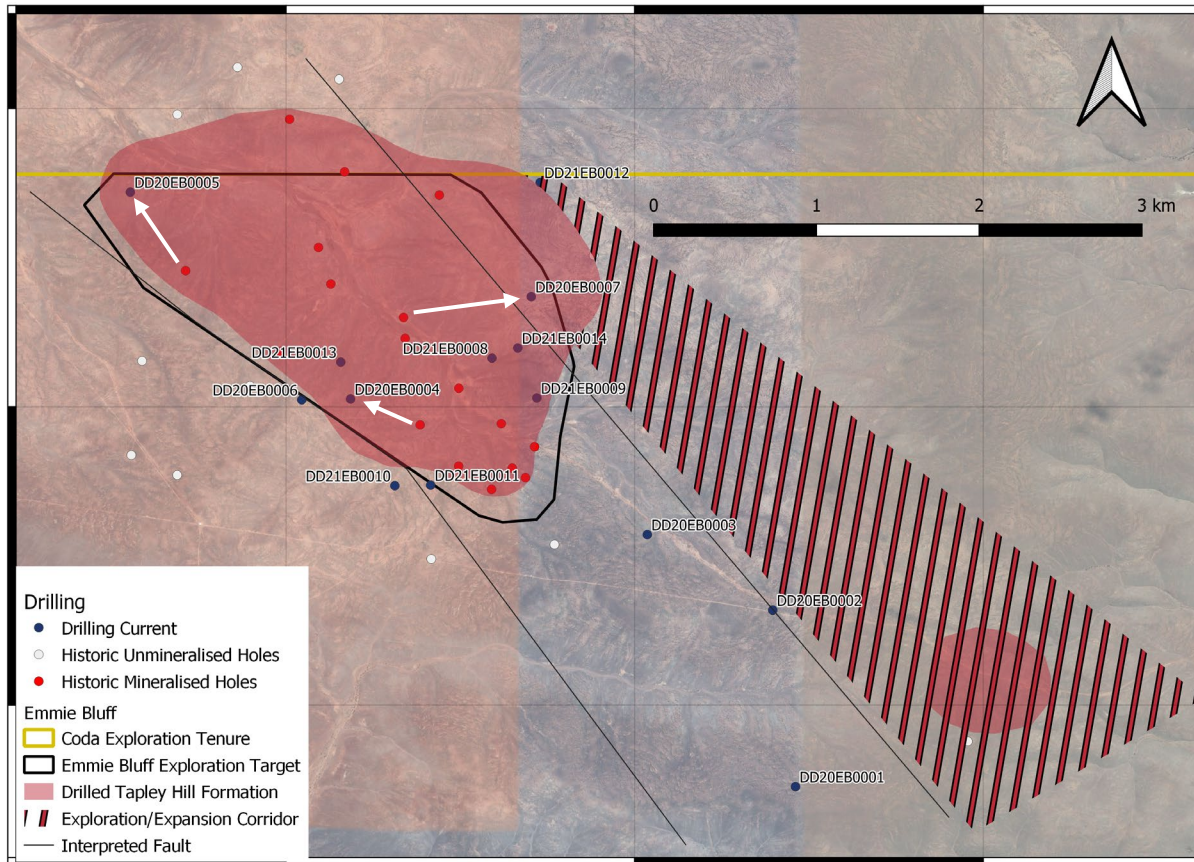 DD21EB0012
DD20EB0005
0 1 2 3 km
DD20EB0007
DD21EB0014
DD21EB0013
DD21EB0008
DD20EB0006
DD20EB0004
DD21EB0009
DD21EB0010
DD21EB0011
DD20EB0003
DD20EB0002
DD20EB0001
Drilling
Drilling Current
Historic Unmineralised Holes
Historic Mineralised Holes
Emmie Bluff
Coda Exploration Tenure
Emmie Bluff Exploration Target
Drilled Tapley Hill Formation
Exploration/Expansion Corridor
Interpreted Fault